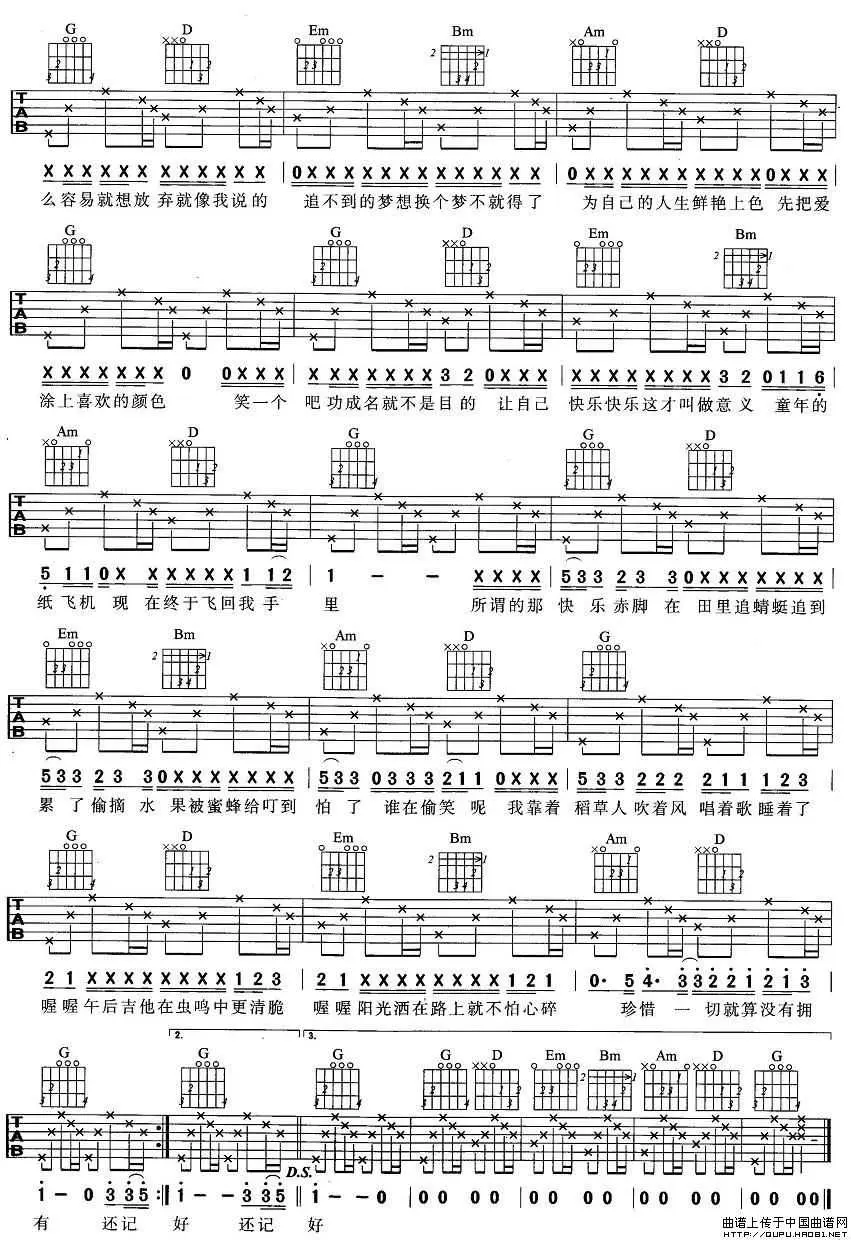 G D Em Bm Am D
TAB
X X X X X X X X X X X X X | 0 X X X X X X X X X X X X | 0 X X X X X X X X X X X X
么容易就想放 弃就像我说的 追不到的梦想换个梦不就得了 为自己的人生鲜艳上色 先把爱
G G D Em Bm
TAB
X X X X X X X 0 0 X X X | X X X X X X X 3 2 0 X X X | X X X X X X X X 3 2 0 1 1 6
涂上喜欢的颜色 笑一个 吧功成名就不是目的 让自己 快乐快乐这才叫做意义 童年的
Am D G G D
TAB
5 1 1 0 X X X X X X 1 1 2 | 1 - - X X X X | 5 3 3 2 3 3 0 X X X X X X X
纸飞机 现 在终于飞回我手 里 所谓的那 快乐赤脚 在 田里追蜻蜓追到
Em Bm Am D G
TAB
5 3 3 2 3 3 0 X X X X X X X | 5 3 3 0 3 3 3 2 1 1 0 X X X | 5 3 3 2 3 3 1 1 1 2 3
累了偷摘 水 果被蜜蜂给叮到 怕了 谁在偷笑 呢 我靠着 稻草人吹着风 唱着歌睡着了
G D Em Bm Am D
TAB
2 1 X X X X X X X X 1 2 3 | 2 1 X X X X X X X X 1 2 1 | 0· 5 4· 3 3 2 2 1 2 1 3
喔喔午后吉他在虫鸣中更清脆 喔喔阳光洒在路上就不怕心碎 珍惜 一 切就算没有拥
2. 3.
G G G G D Em Bm Am D G
TAB
D.S.
1 - 0 3 3 5 :|| 1 - 3 3 5 || 1 - 0 0 0 0 | 0 0 0 0 | 0 0 0 0 | 0 0 0 0 | 0 0 0 0 ||
有 还记 好 还记 好
曲谱上传于中国曲谱网
HTTP://QUPU.HAO81.NET